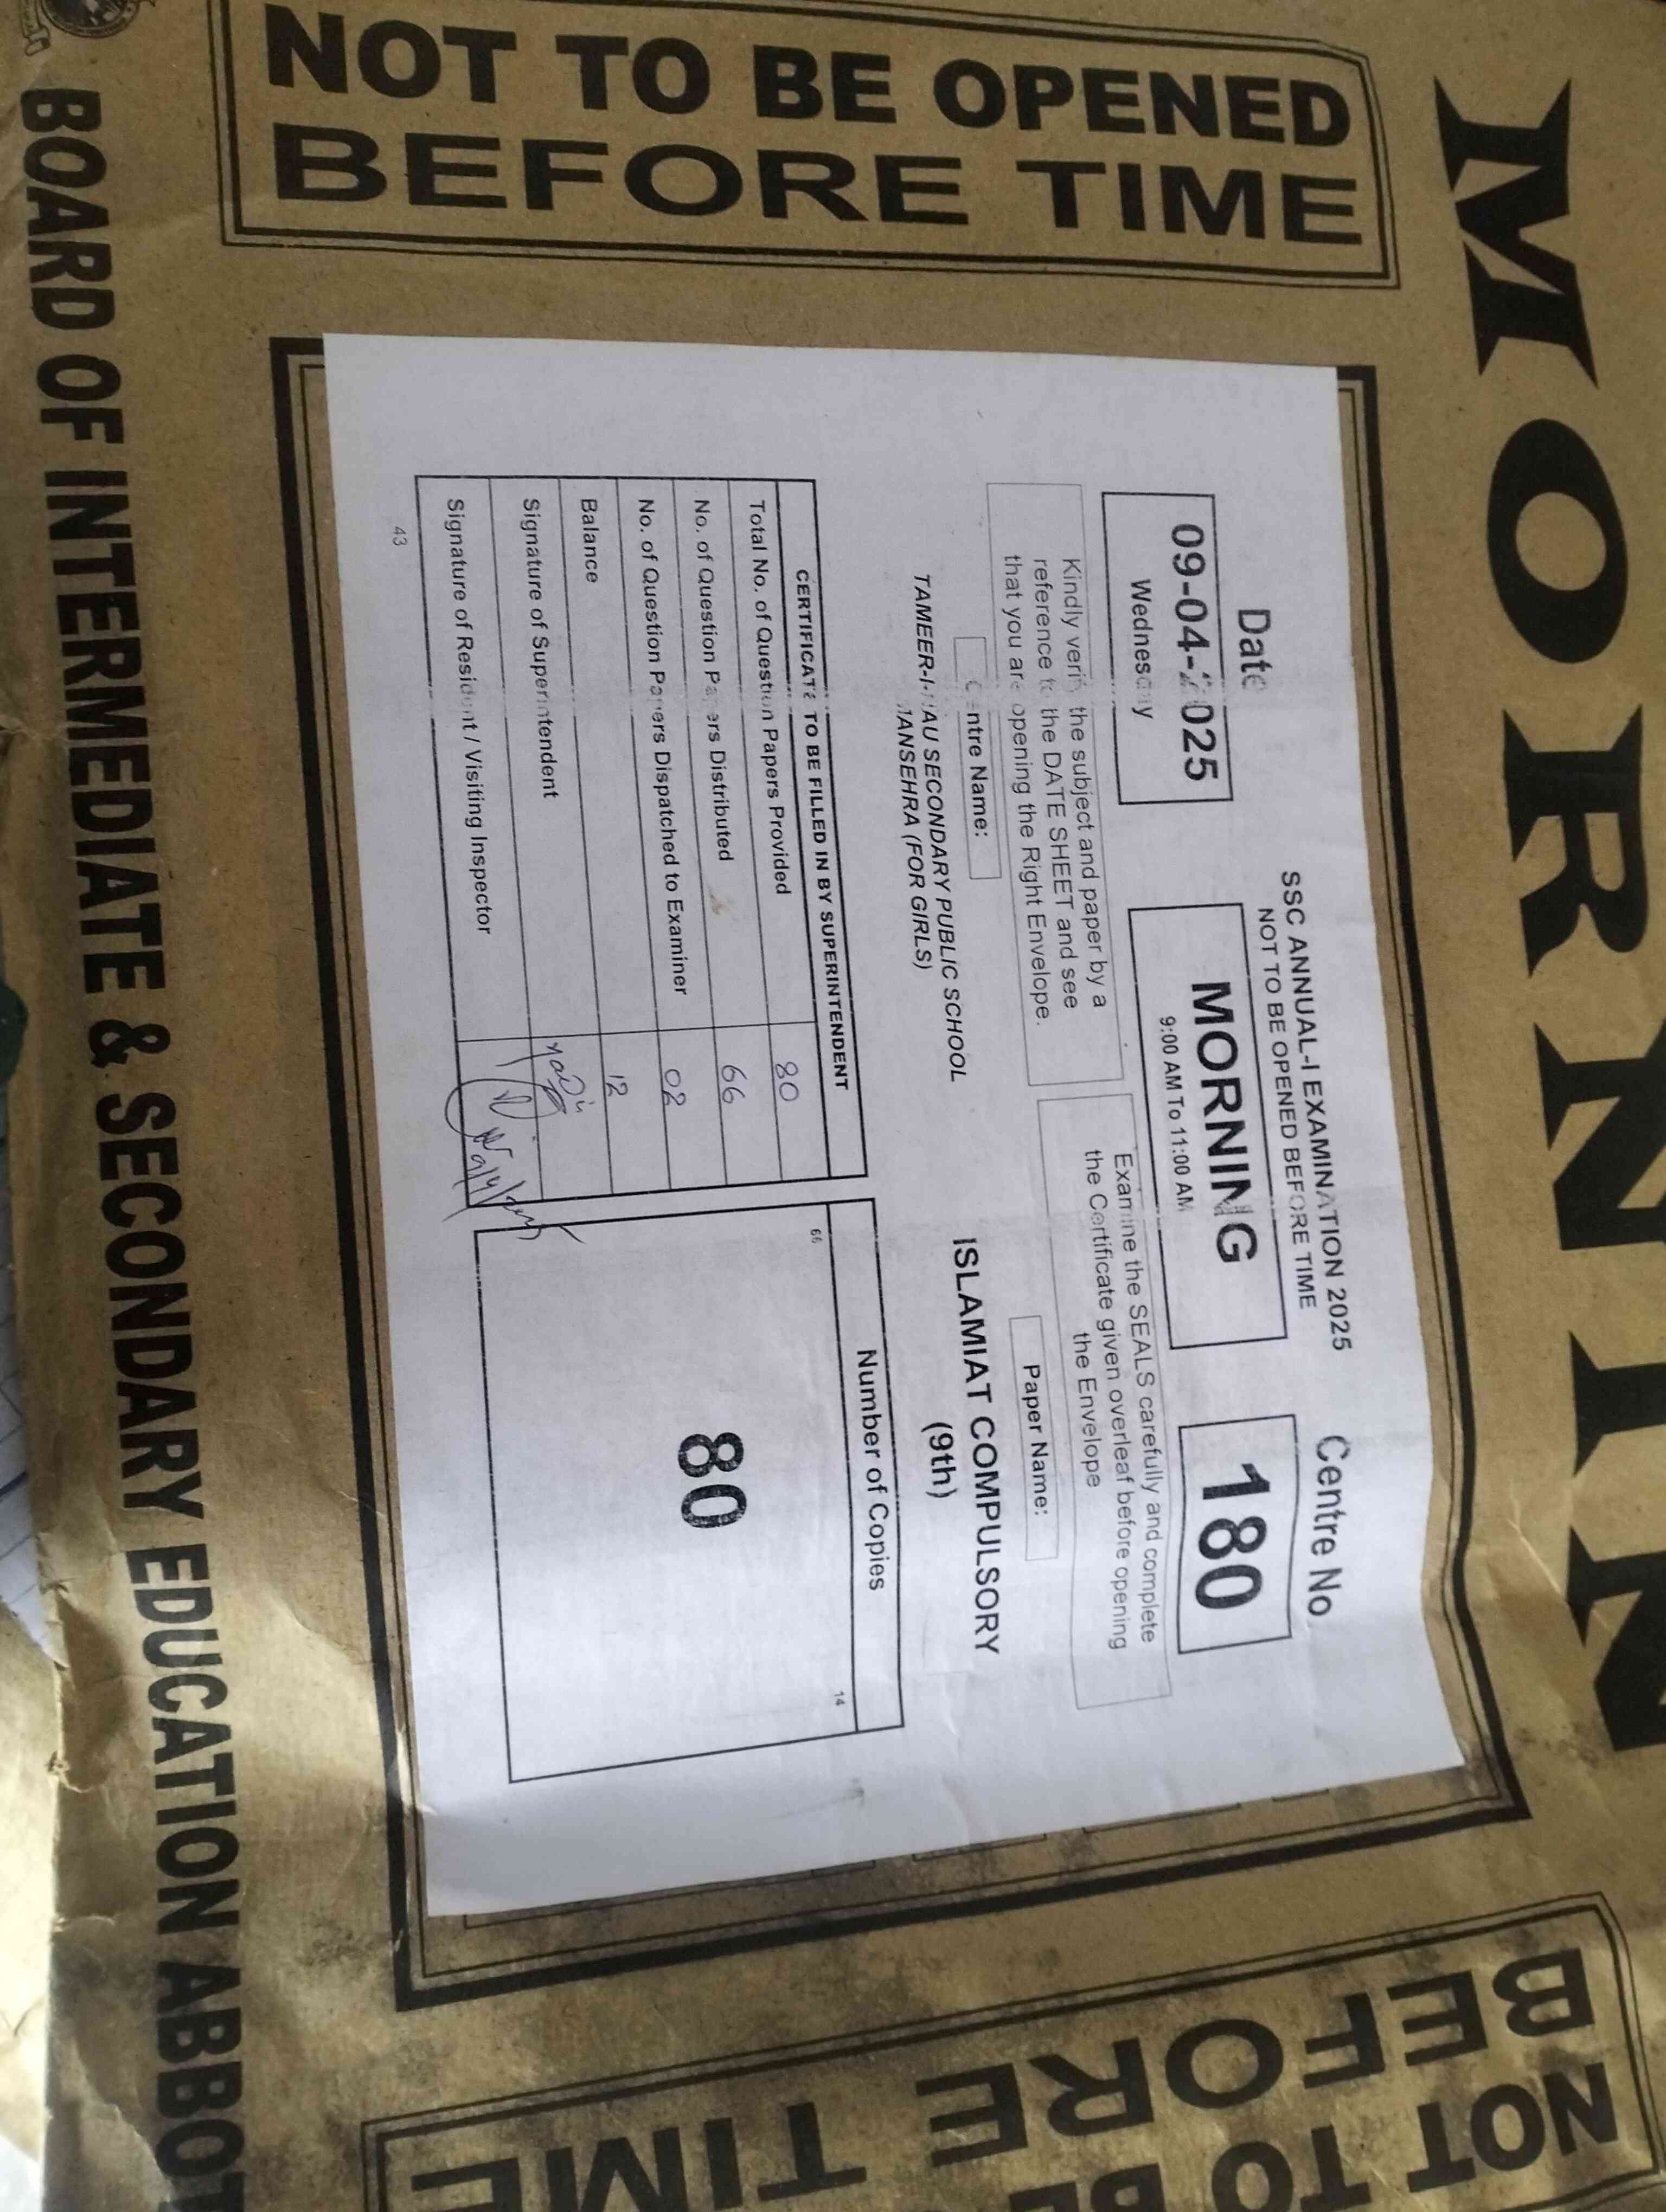 MORNIN
NOT TO BE OPENED
BEFORE TIME
SSC ANNUAL-I EXAMINATION 2025
NOT TO BE OPENED BEFORE TIME
Date
09-04-2025
Wednesday
MORNING
9:00 AM To 11:00 AM
Centre No
180
Kindly verify the subject and paper by a
reference to the DATE SHEET and see
that you are opening the Right Envelope.
Examine the SEALS carefully and complete
the Certificate given overleaf before opening
the Envelope
Centre Name:
SECONDARY PUBLIC SCHOOL
MANSEHRA (FOR GIRLS)
Paper Name:
ISLAMIAT COMPULSORY
(9th)
CERTIFICATE TO BE FILLED IN BY SUPERINTENDENT
Total No. of Question Papers Provided 80
No. of Question Papers Distributed 66
No. of Question Papers Dispatched to Examiner 02
Balance 12
Signature of Superintendent
Signature of Resident / Visiting Inspector
43
Number of Copies
66
14
80
BOARD OF INTERMEDIATE & SECONDARY EDUCATION ABBOT
NOT TO BE
BEFORE TIME